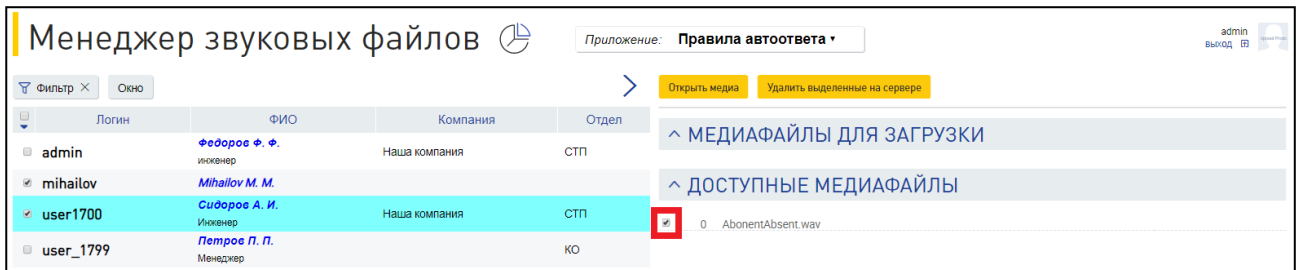 Менеджер звуковых файлов
Приложение: Правила автоответа
admin
выход
Фильтр × Окно
Открыть медиа Удалить выделенные на сервере
Логин ФИО Компания Отдел
МЕДИАФАЙЛЫ ДЛЯ ЗАГРУЗКИ
admin Федоров Ф. Ф. Наша компания СТП
инженер
mihailov Mihailov M. M.
ДОСТУПНЫЕ МЕДИАФАЙЛЫ
user1700 Сидоров А. И. Наша компания СТП
Инженер
0 AbonentAbsent.wav
user_1799 Петров П. П. КО
Менеджер